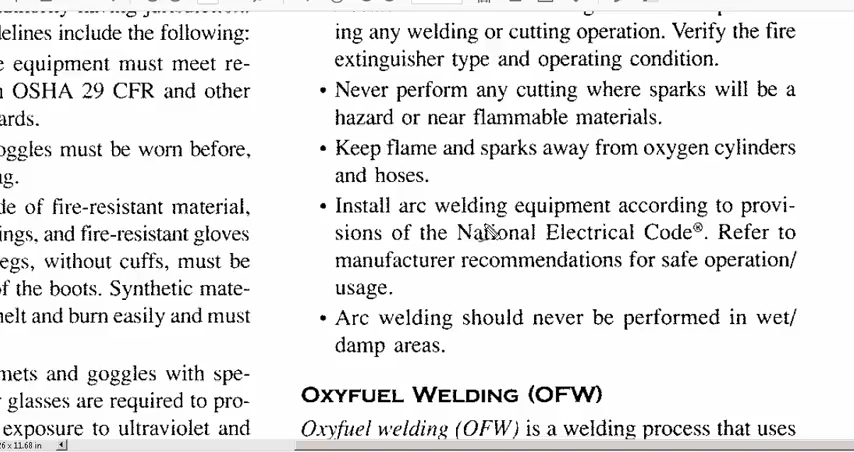 elines include the following:
e equipment must meet re-
OSHA 29 CFR and other
ards.
oggles must be worn before,
g.
de of fire-resistant material,
ings, and fire-resistant gloves
egs, without cuffs, must be
of the boots. Synthetic mate-
melt and burn easily and must
mets and goggles with spe-
glasses are required to pro-
exposure to ultraviolet and
ing any welding or cutting operation. Verify the fire
extinguisher type and operating condition.
• Never perform any cutting where sparks will be a
hazard or near flammable materials.
• Keep flame and sparks away from oxygen cylinders
and hoses.
• Install arc welding equipment according to provi-
sions of the National Electrical Code®. Refer to
manufacturer recommendations for safe operation/
usage.
• Arc welding should never be performed in wet/
damp areas.
OXYFUEL WELDING (OFW)
Oxyfuel welding (OFW) is a welding process that uses
6 x 11.68 in